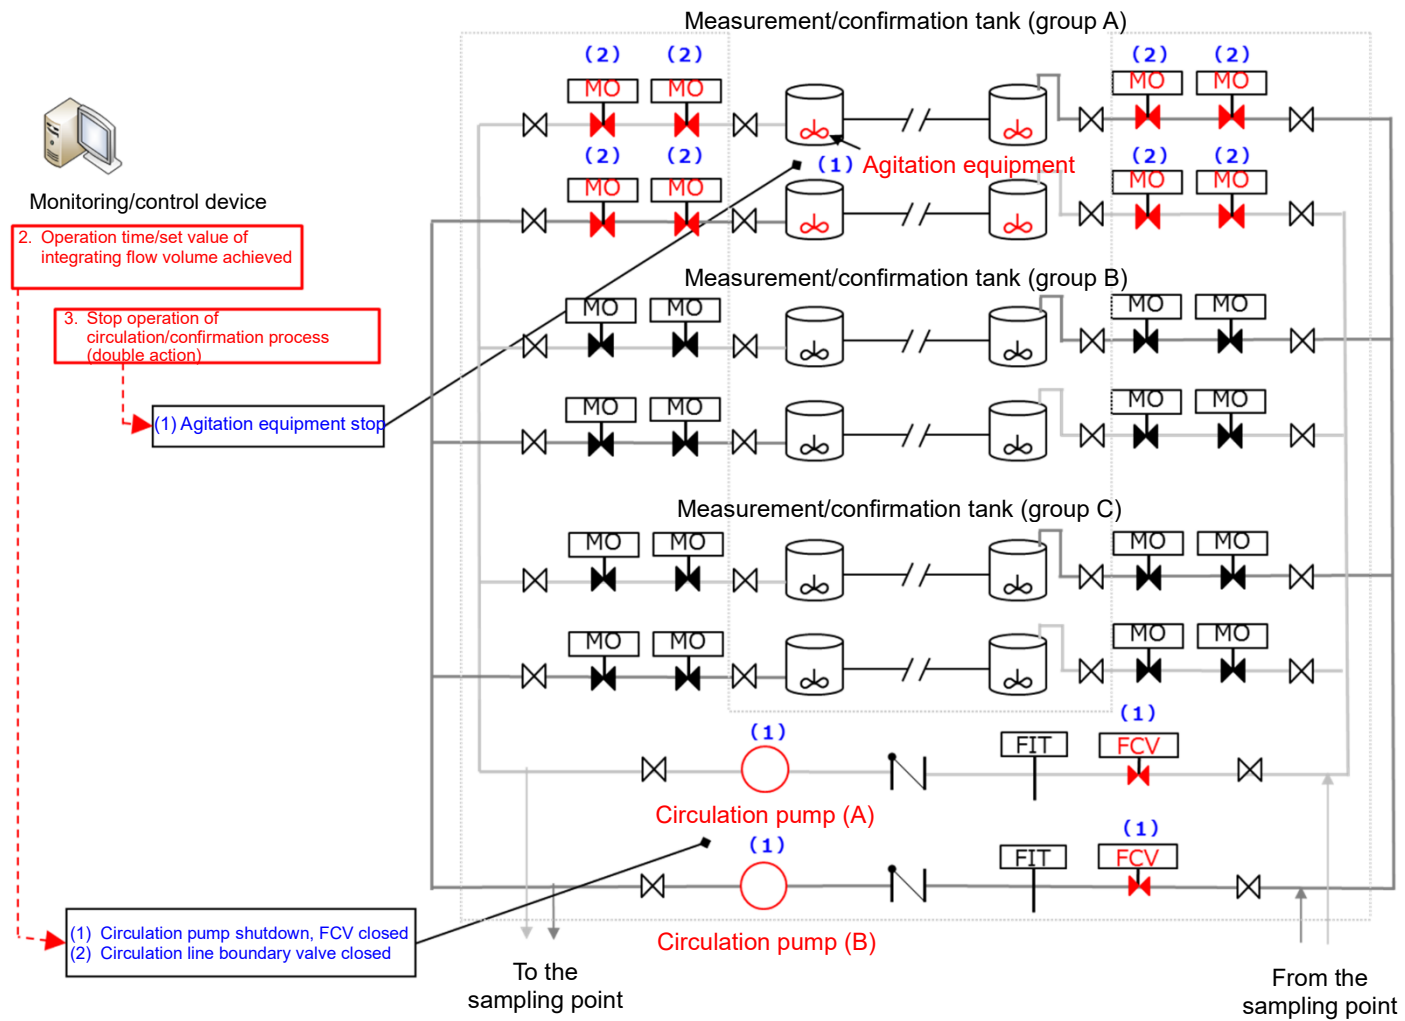 Measurement/confirmation tank (group A)
(2) (2) (2) (2)
MO MO MO MO
(1) Agitation equipment
(2) (2) (2) (2)
MO MO MO MO
Monitoring/control device
2. Operation time/set value of
integrating flow volume achieved
3. Stop operation of
circulation/confirmation process
(double action)
(1) Agitation equipment stop
Measurement/confirmation tank (group B)
MO MO MO MO
MO MO MO MO
Measurement/confirmation tank (group C)
MO MO MO MO
MO MO MO MO
(1) (1)
FIT FCV
Circulation pump (A)
(1) (1)
FIT FCV
Circulation pump (B)
(1) Circulation pump shutdown, FCV closed
(2) Circulation line boundary valve closed
To the
sampling point
From the
sampling point